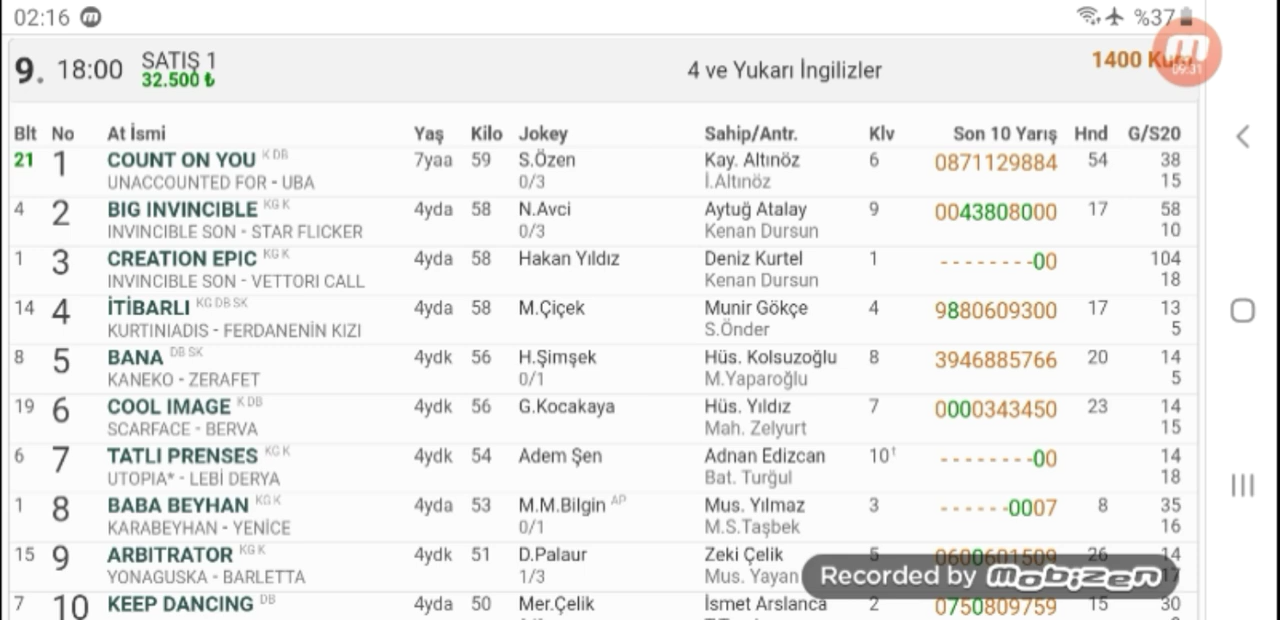 02:16 %37
9. 18:00 SATIŞ 1 4 ve Yukarı İngilizler 1400
32.500 ₺
09:31
Blt No At İsmi Yaş Kilo Jokey Sahip/Antr. Klv Son 10 Yarış Hnd G/S20
21 1 COUNT ON YOU K DB 7yaa 59 S.Özen Kay. Altınöz 6 0871129884 54 38
UNACCOUNTED FOR - UBA 0/3 İ.Altınöz 15
4 2 BIG INVINCIBLE KG K 4yda 58 N.Avci Aytuğ Atalay 9 0043808000 17 58
INVINCIBLE SON - STAR FLICKER 0/3 Kenan Dursun 10
1 3 CREATION EPIC KG K 4yda 58 Hakan Yıldız Deniz Kurtel 1 - - - - - - - -00 104
INVINCIBLE SON - VETTORI CALL Kenan Dursun 18
14 4 İTİBARLI KG DB SK 4yda 58 M.Çiçek Munir Gökçe 4 9880609300 17 13
KURTINIADIS - FERDANENİN KIZI S.Önder 5
8 5 BANA DB SK 4ydk 56 H.Şimşek Hüs. Kolsuzoğlu 8 3946885766 20 14
KANEKO - ZERAFET 0/1 M.Yaparoğlu 5
19 6 COOL IMAGE K DB 4ydk 56 G.Kocakaya Hüs. Yıldız 7 0000343450 23 14
SCARFACE - BERVA Mah. Zelyurt 15
6 7 TATLI PRENSES KG K 4ydk 54 Adem Şen Adnan Edizcan 10¹ - - - - - - - -00 14
UTOPIA* - LEBİ DERYA Bat. Turğul 18
1 8 BABA BEYHAN KG K 4yda 53 M.M.Bilgin AP Mus. Yılmaz 3 - - - - - -0007 8 35
KARABEYHAN - YENİCE 0/1 M.S.Taşbek 16
15 9 ARBITRATOR KG K 4ydk 51 D.Palaur Zeki Çelik 5 0600601509 26 14
YONAGUSKA - BARLETTA 1/3 Mus. Yayan
Recorded by mobizen
7 10 KEEP DANCING DB 4yda 50 Mer.Çelik İsmet Arslanca 2 0750809759 15 30